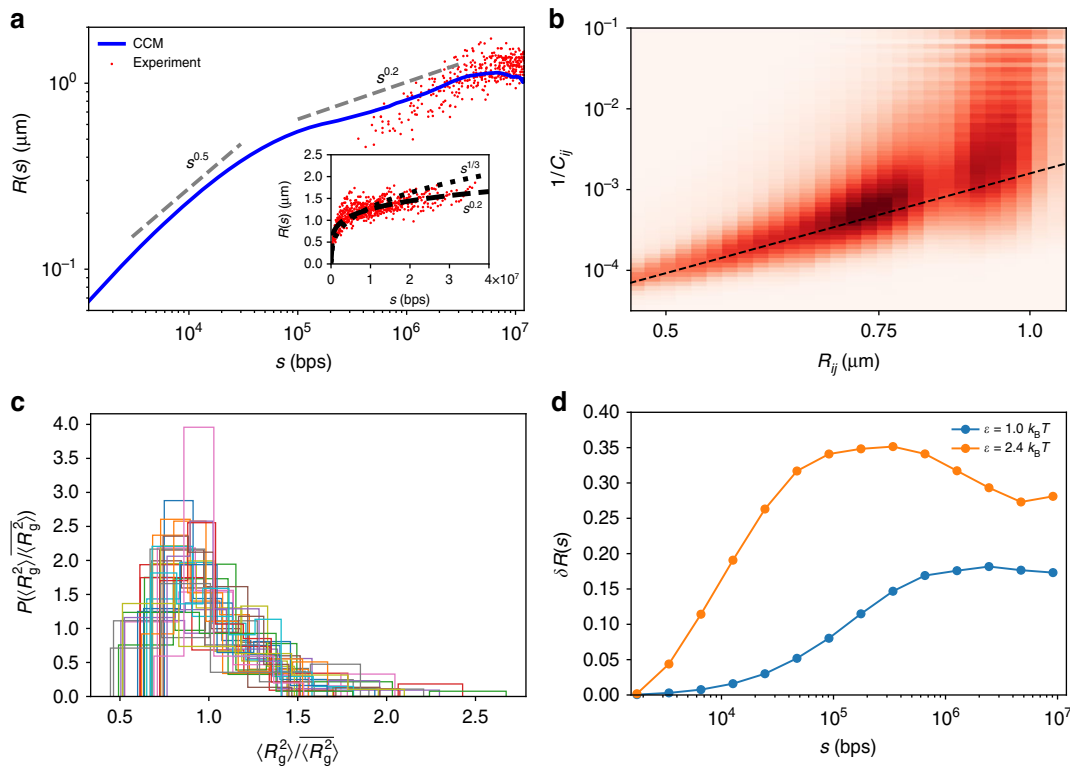 a
CCM
Experiment
s^0.5
s^0.2
10^0
10^-1
R(s) (μm)
10^4
10^5
10^6
10^7
s (bps)
2.5
2.0
1.5
1.0
0.5
0.0
R(s) (μm)
s^1/3
s^0.2
0
1
2
3
4×10^7
s (bps)
b
10^-1
10^-2
10^-3
10^-4
1/C_ij
0.5
0.75
1.0
R_ij (μm)
c
4.0
3.5
3.0
2.5
2.0
1.5
1.0
0.5
0.0
P(⟨R_g^2⟩/\overline{⟨R_g^2⟩})
0.5
1.0
1.5
2.0
2.5
⟨R_g^2⟩/\overline{⟨R_g^2⟩}
d
ε = 1.0 k_BT
ε = 2.4 k_BT
0.40
0.35
0.30
0.25
0.20
0.15
0.10
0.05
0.00
δR(s)
10^4
10^5
10^6
10^7
s (bps)